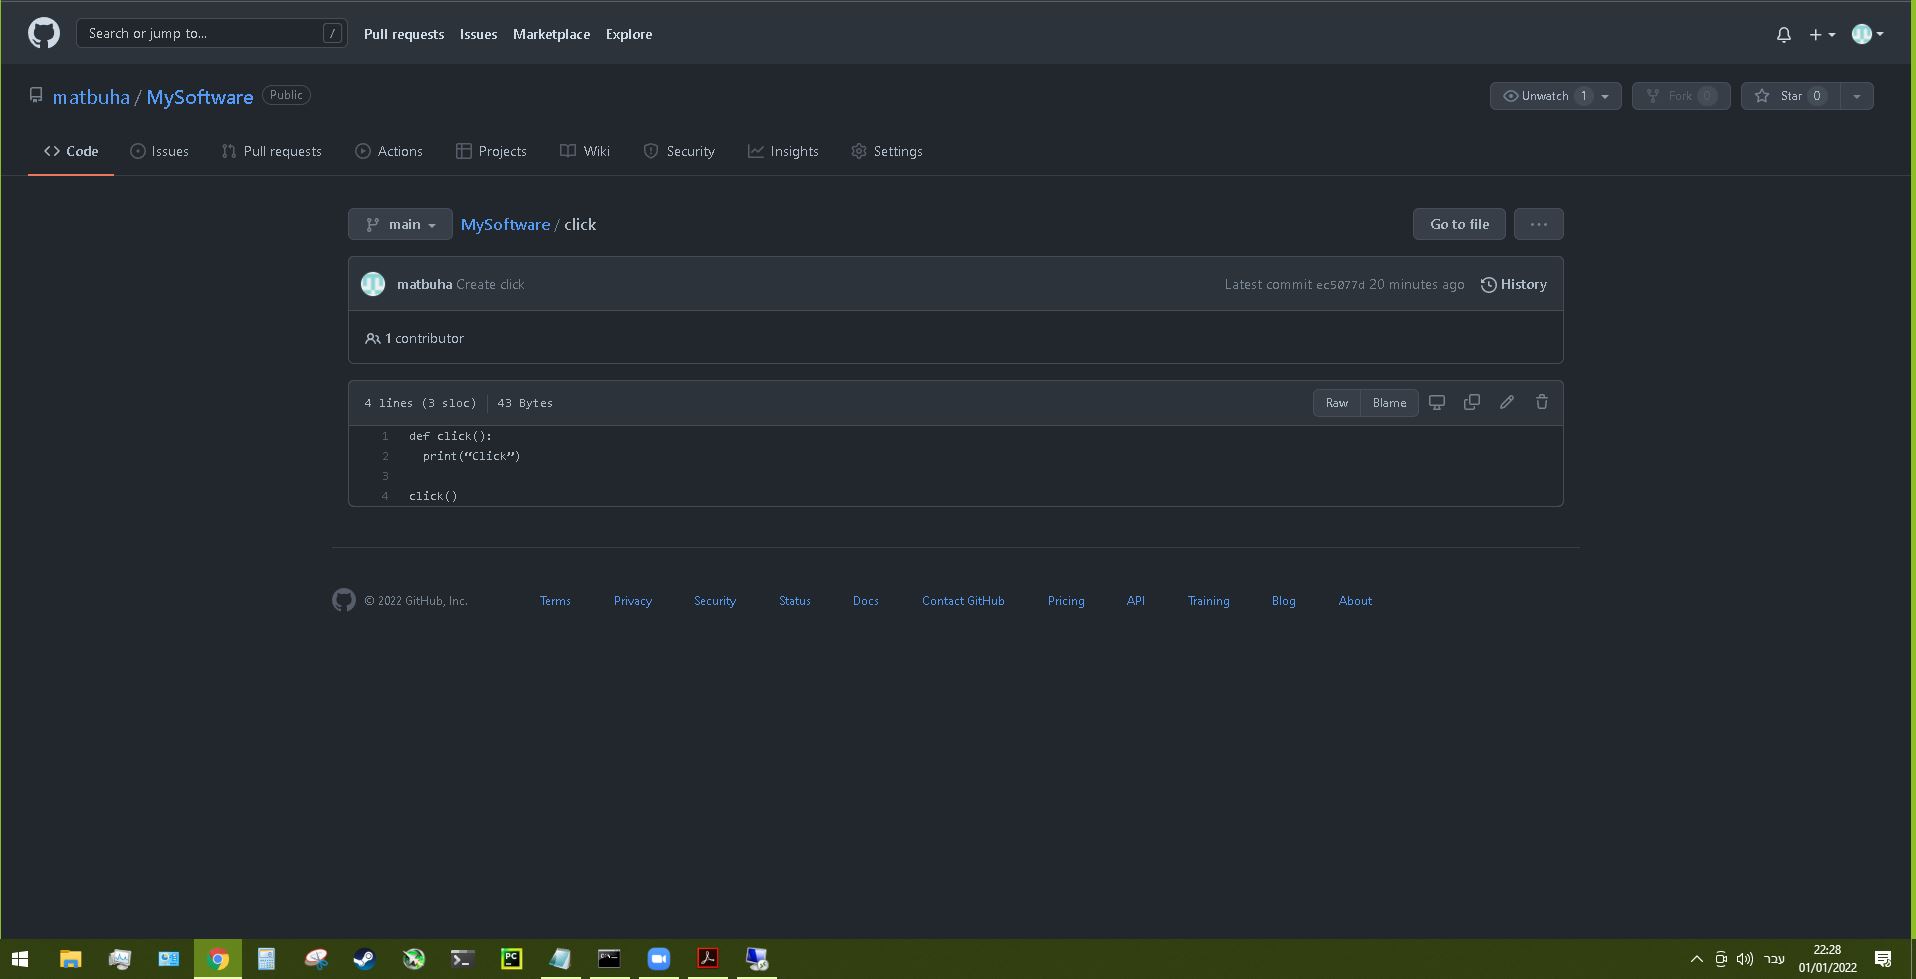 Search or jump to... /
Pull requests Issues Marketplace Explore
matbuha / MySoftware Public
Unwatch 1 Fork 0 Star 0
Code Issues Pull requests Actions Projects Wiki Security Insights Settings
main MySoftware / click Go to file ...
matbuha Create click Latest commit ec5077d 20 minutes ago History
1 contributor
4 lines (3 sloc) 43 Bytes Raw Blame
1 def click():
2 print(“Click”)
3
4 click()
© 2022 GitHub, Inc. Terms Privacy Security Status Docs Contact GitHub Pricing API Training Blog About
PC
עבר
22:28
01/01/2022